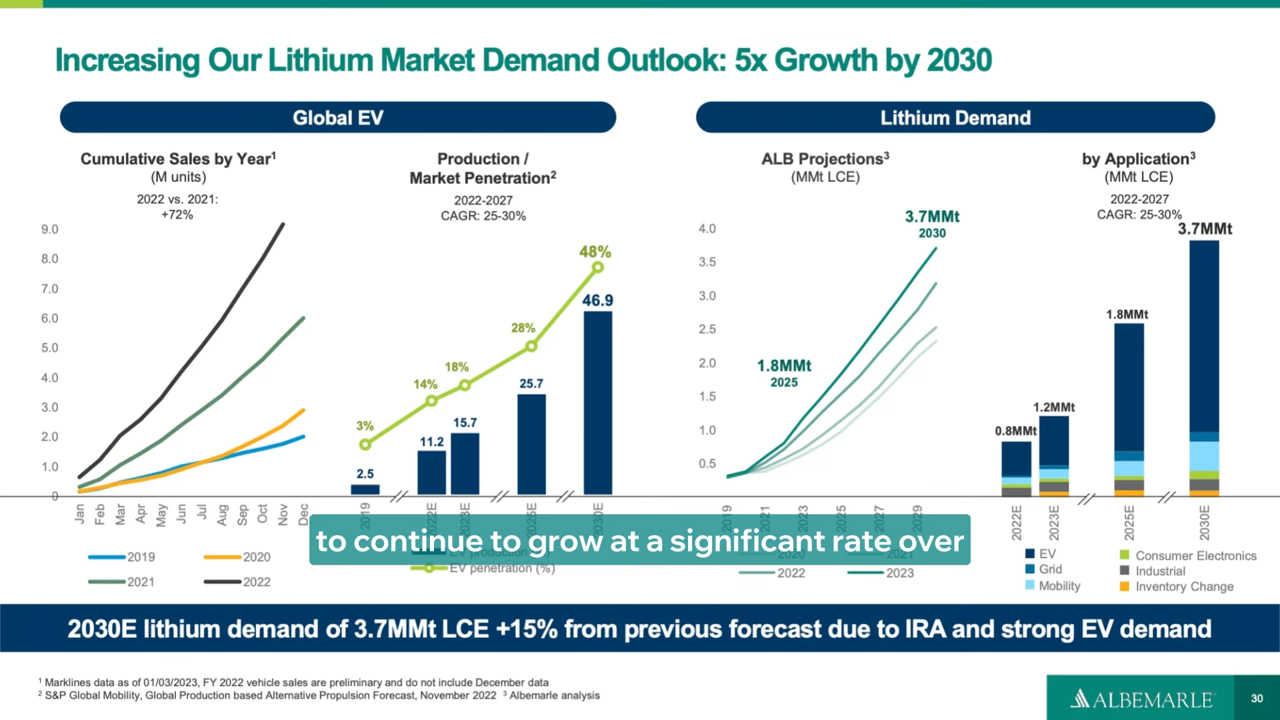 Increasing Our Lithium Market Demand Outlook: 5x Growth by 2030
Global EV
Cumulative Sales by Year1
(M units)
2022 vs. 2021:
+72%
9.0
8.0
7.0
6.0
5.0
4.0
3.0
2.0
1.0
0
Jan
Feb
Mar
Apr
May
Jun
Jul
Aug
Sep
Oct
Nov
Dec
2019
2020
2021
2022
Production /
Market Penetration2
2022-2027
CAGR: 25-30%
3%
14%
18%
28%
48%
2.5
11.2
15.7
25.7
46.9
2019
2022E
2023E
2025E
2030E
EV penetration (%)
Lithium Demand
ALB Projections3
(MMt LCE)
3.7MMt
2030
1.8MMt
2025
4.0
3.5
3.0
2.5
2.0
1.5
1.0
0.5
2019
2021
2023
2025
2027
2029
2020
2021
2022
2023
by Application3
(MMt LCE)
2022-2027
CAGR: 25-30%
3.7MMt
1.8MMt
1.2MMt
0.8MMt
2022E
2023E
2025E
2030E
EV
Grid
Mobility
Consumer Electronics
Industrial
Inventory Change
to continue to grow at a significant rate over
2030E lithium demand of 3.7MMt LCE +15% from previous forecast due to IRA and strong EV demand
1 Marklines data as of 01/03/2023, FY 2022 vehicle sales are preliminary and do not include December data
2 S&P Global Mobility, Global Production based Alternative Propulsion Forecast, November 2022 3 Albemarle analysis
ALBEMARLE
30